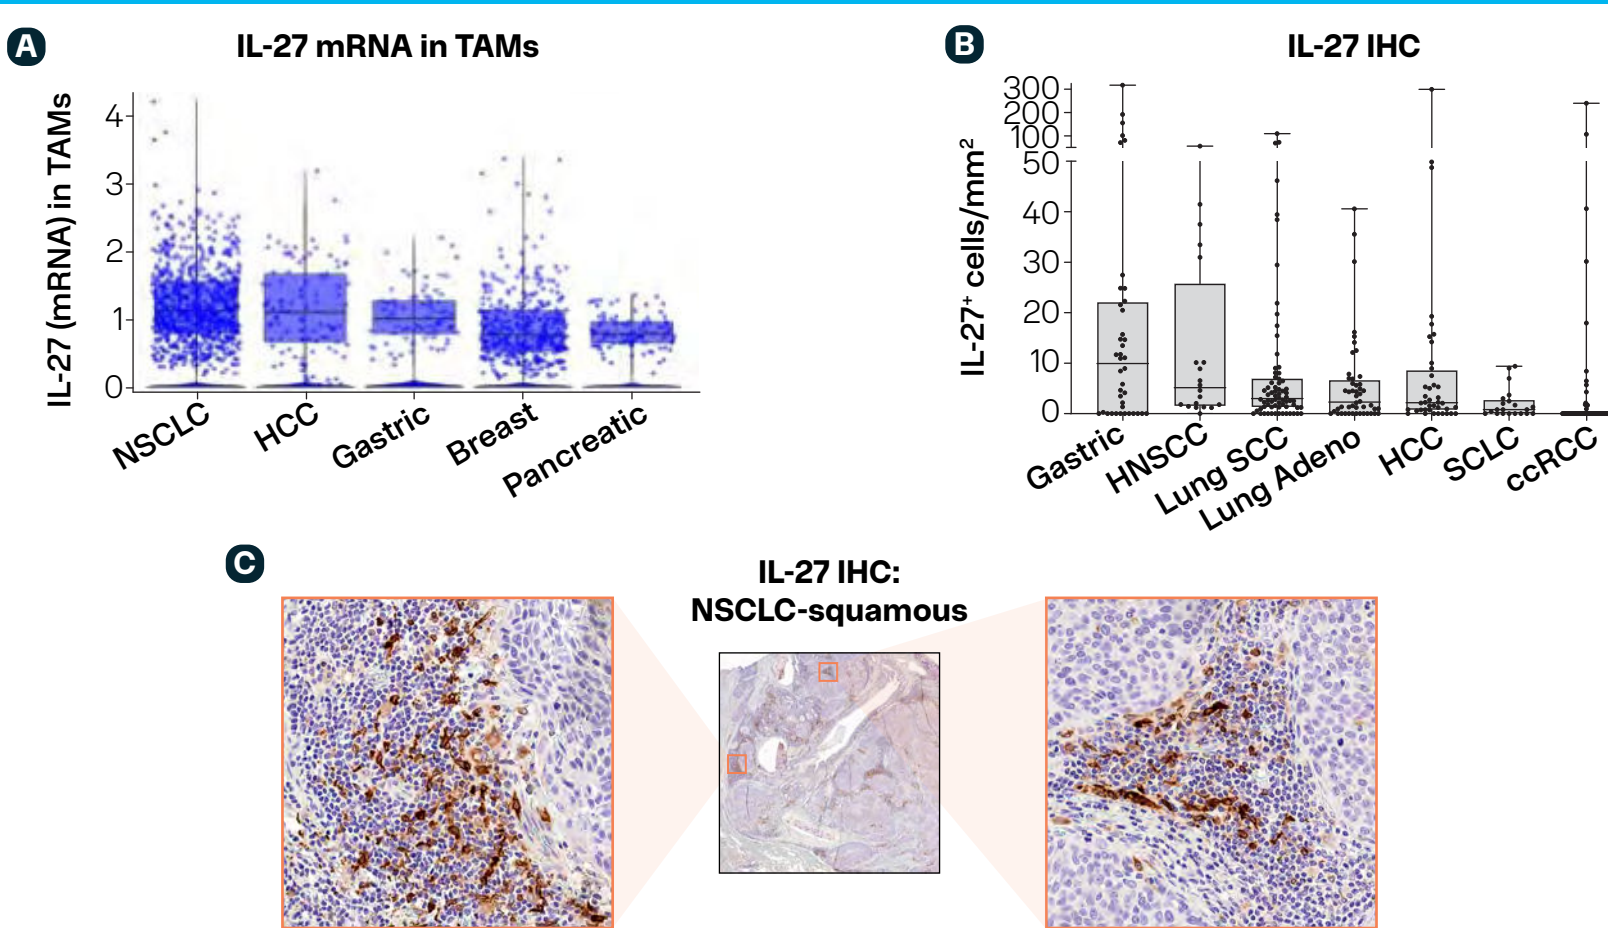 A
IL-27 mRNA in TAMs
IL-27 (mRNA) in TAMs
4
3
2
1
0
NSCLC
HCC
Gastric
Breast
Pancreatic
B
IL-27 IHC
IL-27⁺ cells/mm²
300
200
100
50
40
30
20
10
0
Gastric
HNSCC
Lung SCC
Lung Adeno
HCC
SCLC
ccRCC
C
IL-27 IHC:
NSCLC-squamous